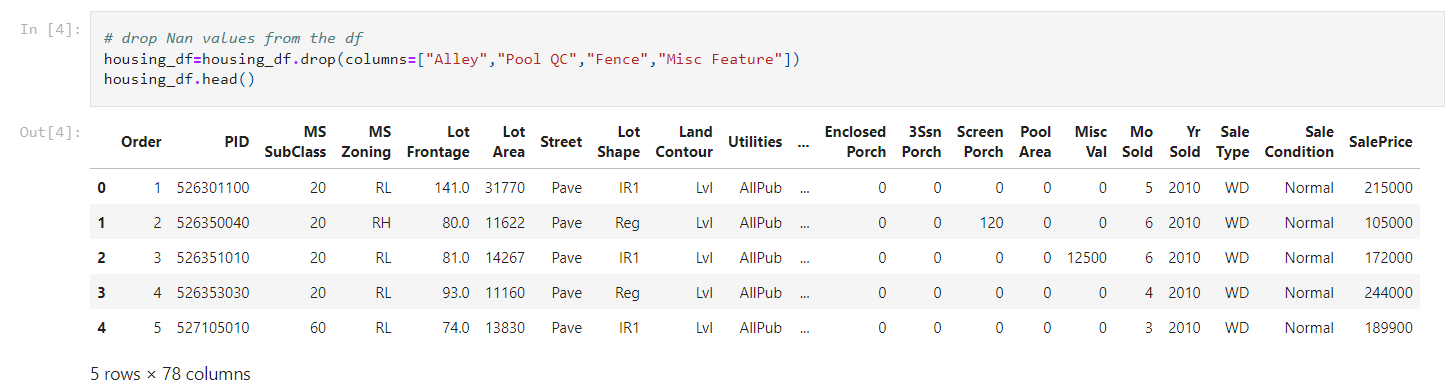 In [4]:
# drop Nan values from the df
housing_df=housing_df.drop(columns=["Alley","Pool QC","Fence","Misc Feature"])
housing_df.head()
Out[4]:
Order PID MS SubClass MS Zoning Lot Frontage Lot Area Street Lot Shape Land Contour Utilities ... Enclosed Porch 3Ssn Porch Screen Porch Pool Area Misc Val Mo Sold Yr Sold Sale Type Sale Condition SalePrice
0 1 526301100 20 RL 141.0 31770 Pave IR1 Lvl AllPub ... 0 0 0 0 0 5 2010 WD Normal 215000
1 2 526350040 20 RH 80.0 11622 Pave Reg Lvl AllPub ... 0 0 120 0 0 6 2010 WD Normal 105000
2 3 526351010 20 RL 81.0 14267 Pave IR1 Lvl AllPub ... 0 0 0 0 12500 6 2010 WD Normal 172000
3 4 526353030 20 RL 93.0 11160 Pave Reg Lvl AllPub ... 0 0 0 0 0 4 2010 WD Normal 244000
4 5 527105010 60 RL 74.0 13830 Pave IR1 Lvl AllPub ... 0 0 0 0 0 3 2010 WD Normal 189900
5 rows × 78 columns